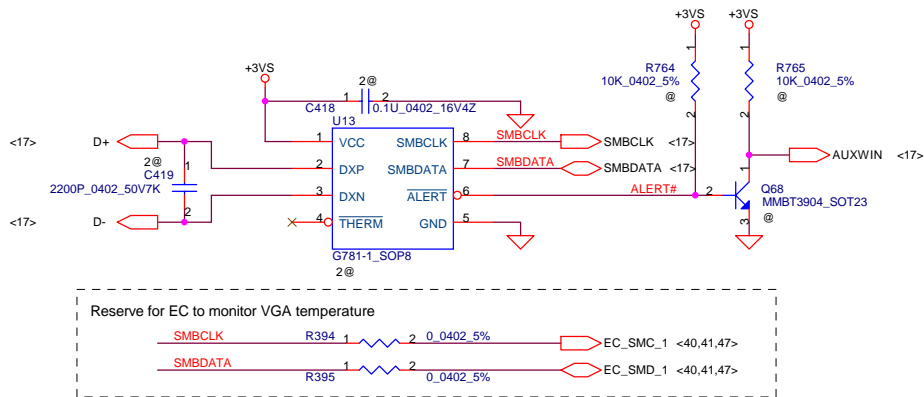 +3VS +3VS
1 1
R764 R765
10K_0402_5% 10K_0402_5%
@ @
2 2
+3VS
2@
1 2
C418 0.1U_0402_16V4Z
U13
<17> D+
1 VCC SMBCLK 8 SMBCLK SMBCLK <17>
2 DXP SMBDATA 7 SMBDATA SMBDATA <17>
3 DXN ALERT 6 ALERT# 2
4 THERM GND 5
2@ 1
C419
2200P_0402_50V7K
2
<17> D-
G781-1_SOP8
2@
AUXWIN <17>
1
Q68
MMBT3904_SOT23
3 @
Reserve for EC to monitor VGA temperature
SMBCLK R394 1 2 0_0402_5% EC_SMC_1 <40,41,47>
SMBDATA R395 1 2 0_0402_5% EC_SMD_1 <40,41,47>